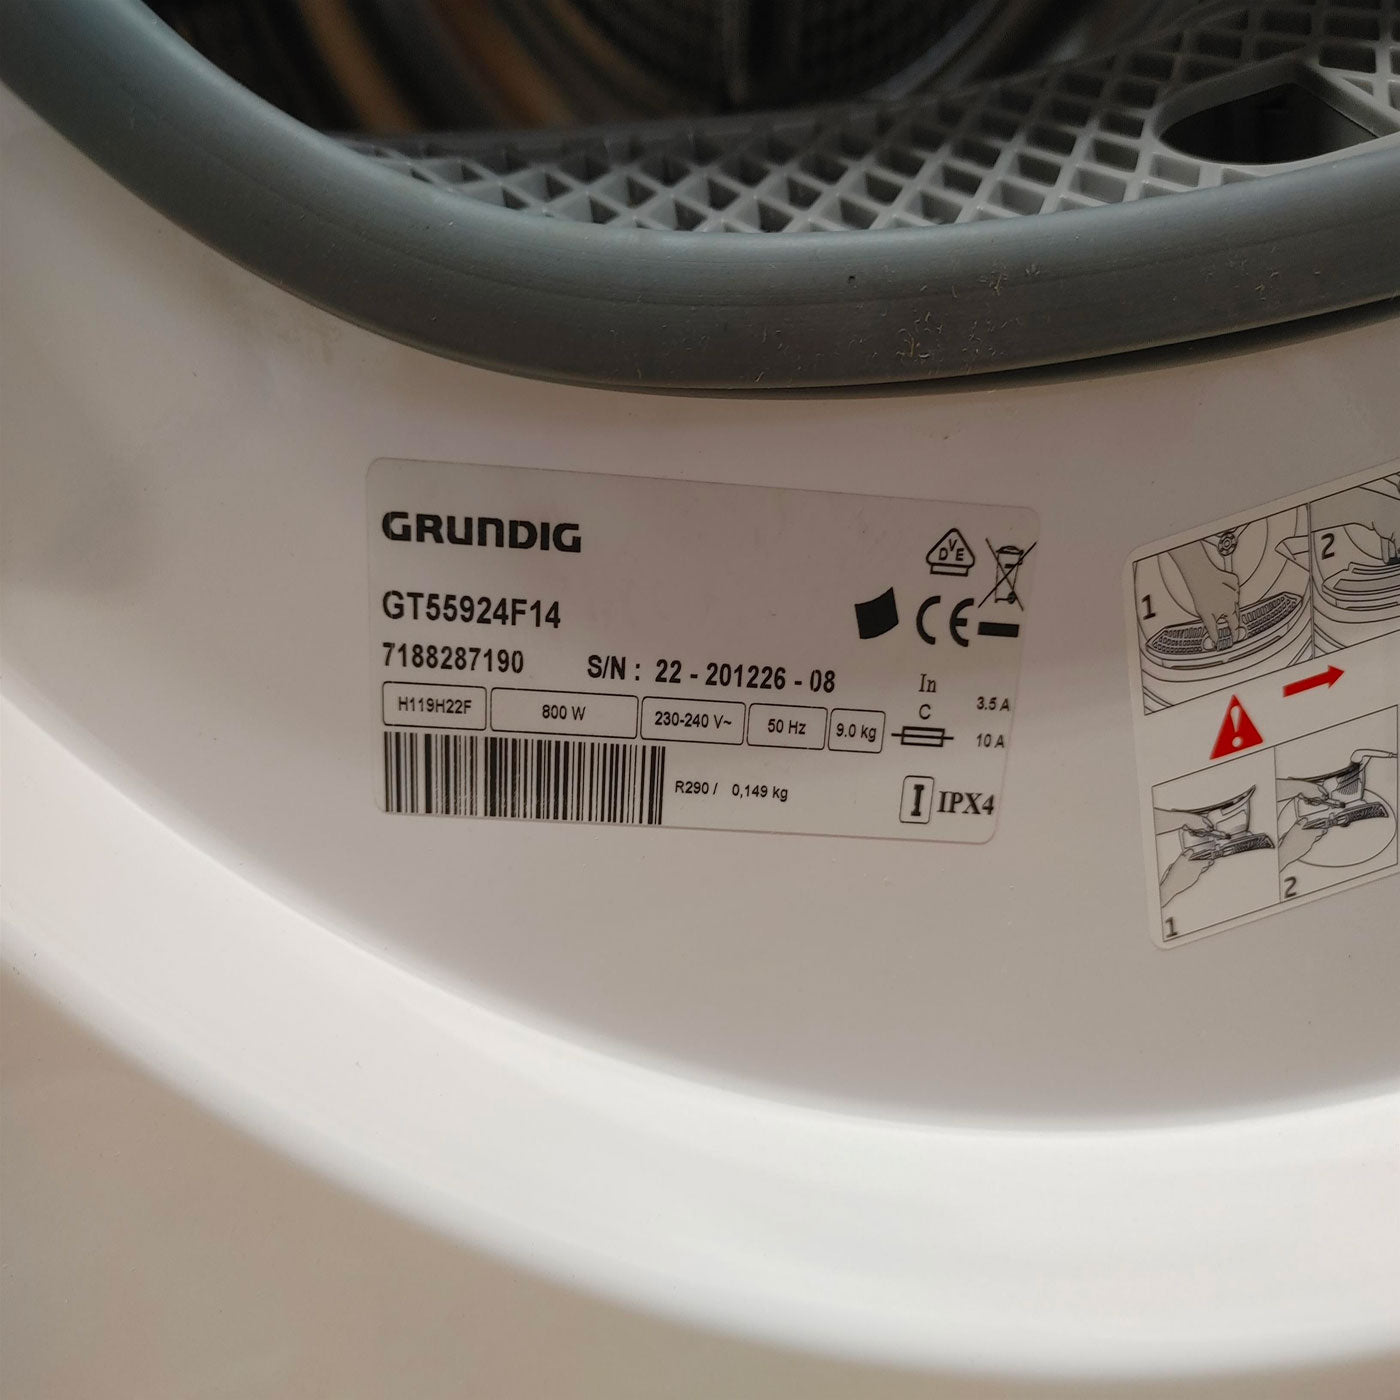 GRUNDIG
DVE
GT55924F14
CE
7188287190 S/N : 22 - 201226 - 08
In 3.5 A
H119H22F 800 W 230-240 V~ 50 Hz 9.0 kg C 10 A
R290 / 0,149 kg IPX4
1 2
1 2